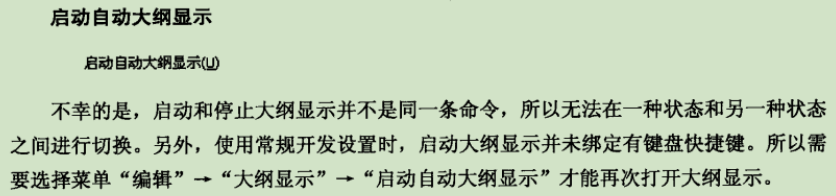 启动自动大纲显示
启动自动大纲显示(U)
不幸的是，启动和停止大纲显示并不是同一条命令，所以无法在一种状态和另一种状态
之间进行切换。另外，使用常规开发设置时，启动大纲显示并未绑定有键盘快捷键。所以需
要选择菜单“编辑”→“大纲显示”→“启动自动大纲显示”才能再次打开大纲显示。